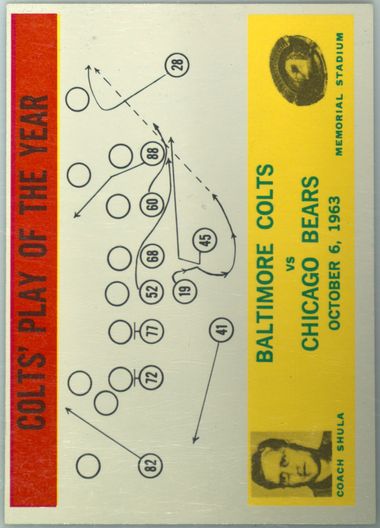 COLTS' PLAY OF THE YEAR
28
88
60
45
68
52
19
77
41
72
82
BALTIMORE COLTS
vs
CHICAGO BEARS
OCTOBER 6, 1963
COACH SHULA
MEMORIAL STADIUM